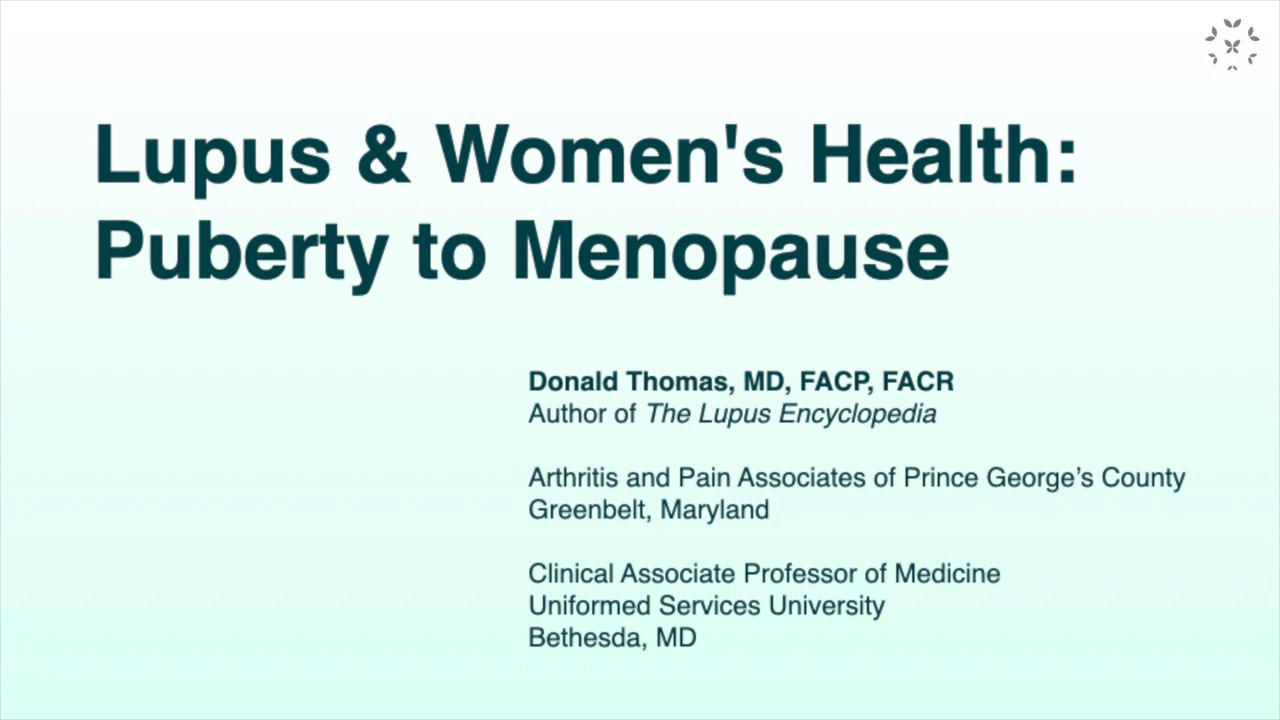 Lupus & Women's Health:
Puberty to Menopause
Donald Thomas, MD, FACP, FACR
Author of The Lupus Encyclopedia
Arthritis and Pain Associates of Prince George’s County
Greenbelt, Maryland
Clinical Associate Professor of Medicine
Uniformed Services University
Bethesda, MD